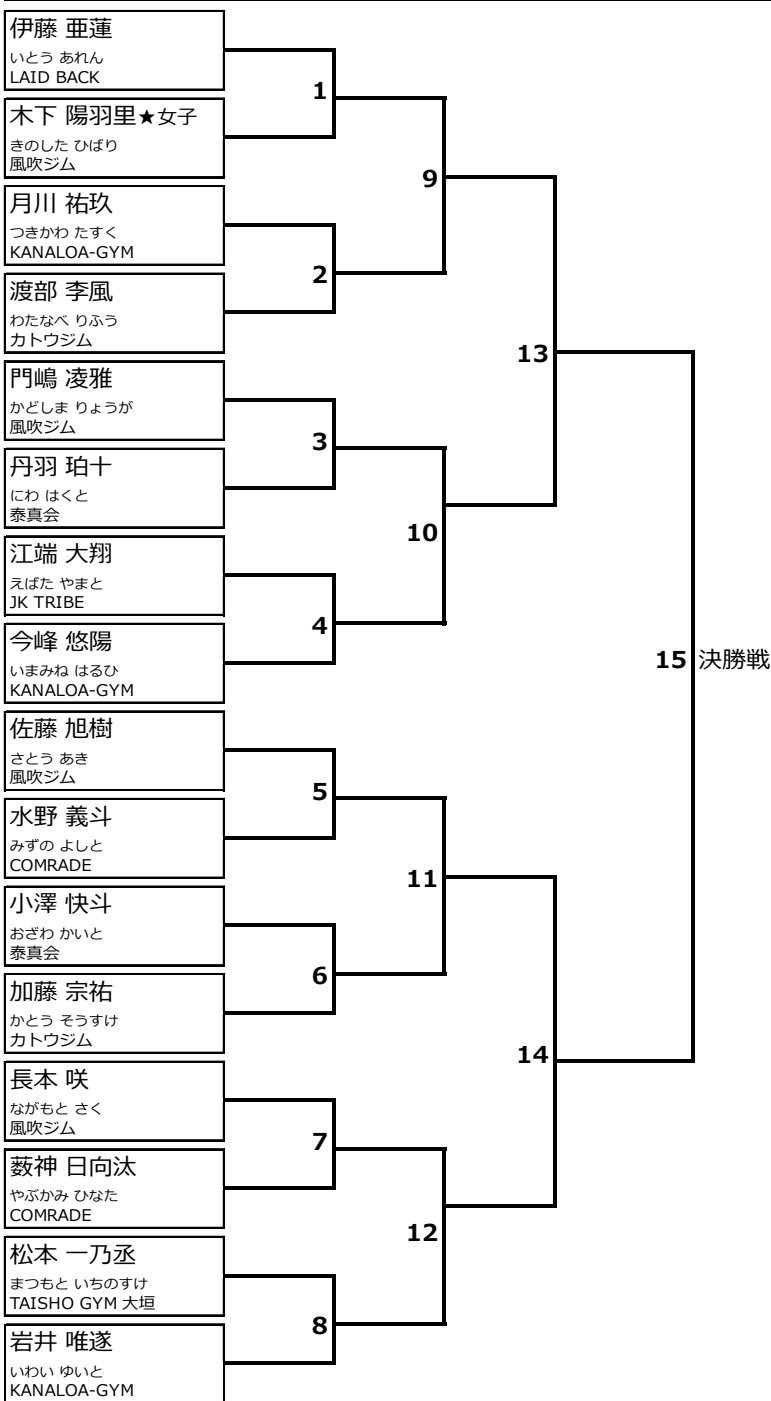 伊藤 亜蓮
いとう あれん
LAID BACK
1
木下 陽羽里★女子
きのした ひばり
風吹ジム
9
月川 祐玖
つきかわ たすく
KANALOA-GYM
2
渡部 李風
わたなべ りふう
カトウジム
13
門嶋 凌雅
かどしま りょうが
風吹ジム
3
丹羽 珀十
にわ はくと
泰真会
10
江端 大翔
えばた やまと
JK TRIBE
4
今峰 悠陽
いまみね はるひ
KANALOA-GYM
15 決勝戦
佐藤 旭樹
さとう あき
風吹ジム
5
水野 義斗
みずの よしと
COMRADE
11
小澤 快斗
おざわ かいと
泰真会
6
加藤 宗祐
かとう そうすけ
カトウジム
14
長本 咲
ながもと さく
風吹ジム
7
薮神 日向汰
やぶかみ ひなた
COMRADE
12
松本 一乃丞
まつもと いちのすけ
TAISHO GYM 大垣
8
岩井 唯遂
いわい ゆいと
KANALOA-GYM